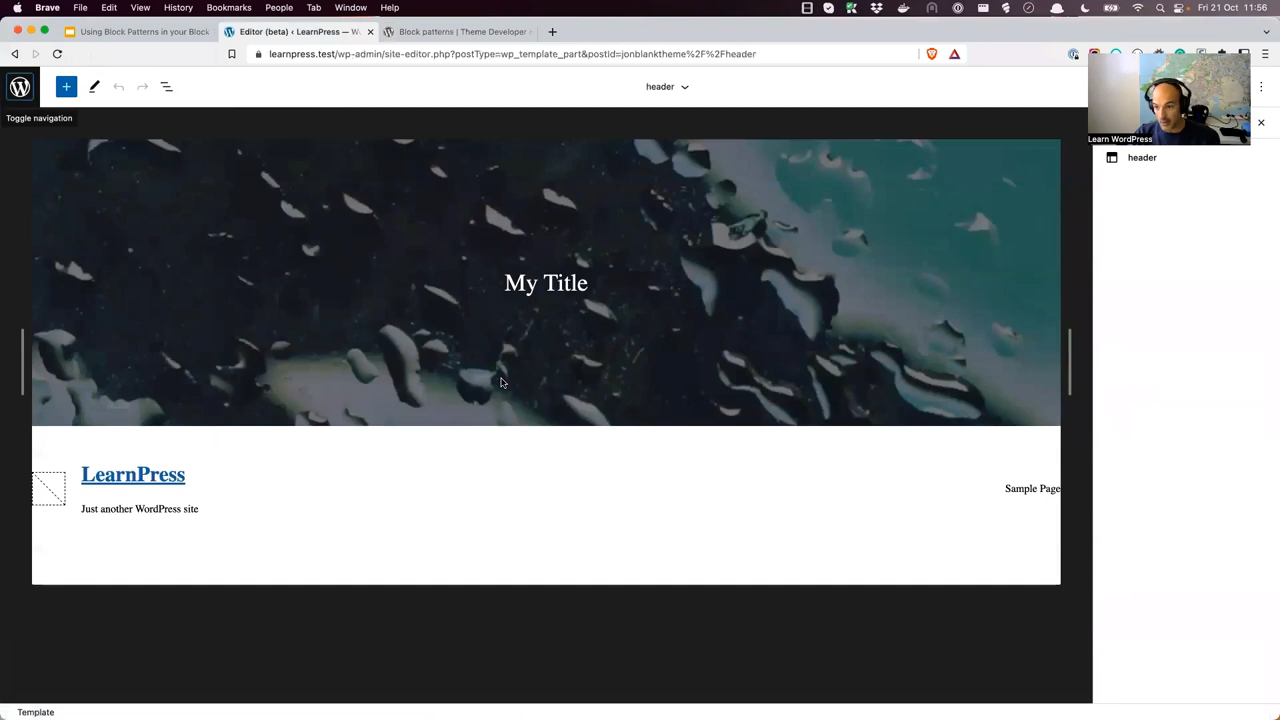 Brave File Edit View History Bookmarks People Tab Window Help Fri 21 Oct 11:56
Using Block Patterns in your Block
Editor (beta) ‹ LearnPress — W
Block patterns | Theme Developer
learnpress.test/wp-admin/site-editor.php?postType=wp_template_part&postId=jonblanktheme%2F%2Fheader
header
Toggle navigation
Learn WordPress
header
My Title
LearnPress
Just another WordPress site
Sample Page
Template